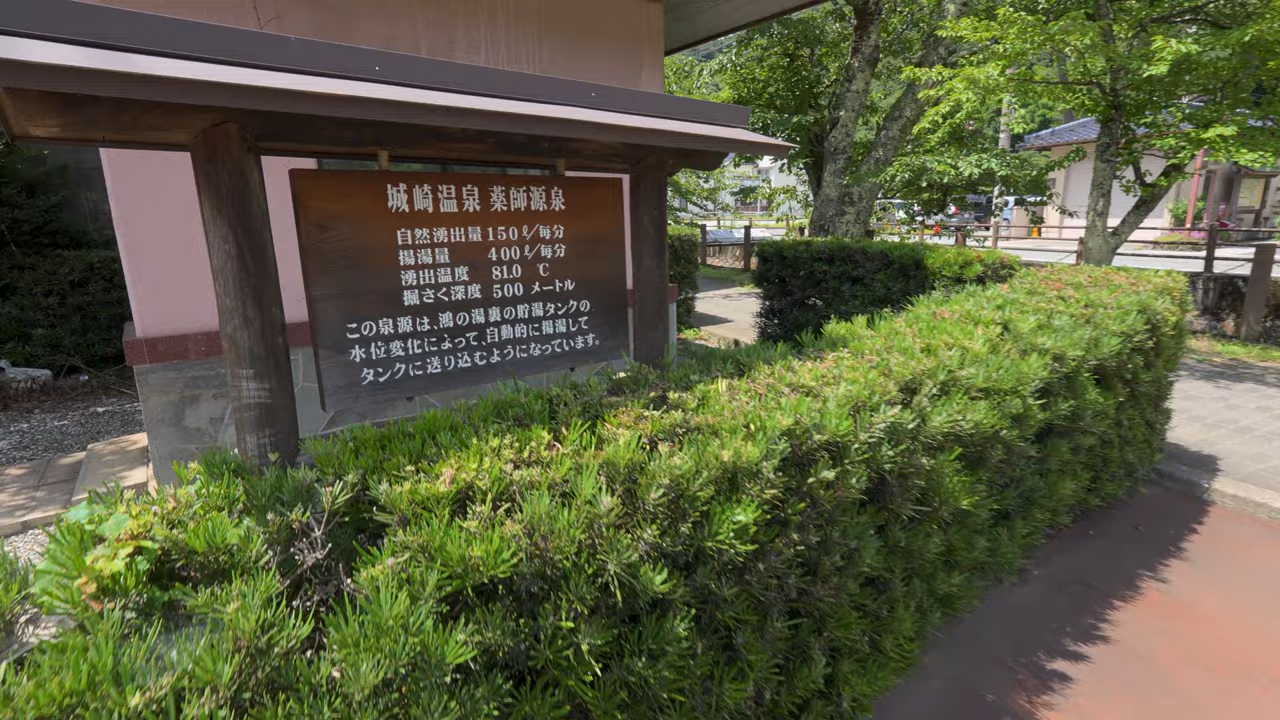 城崎温泉 薬師源泉
自然湧出量 150ℓ/毎分
揚湯量 400ℓ/毎分
湧出温度 81.0 ℃
掘さく深度 500 メートル
この泉源は、鴻の湯裏の貯湯タンクの
水位変化によって、自動的に揚湯して
タンクに送り込むようになっています。